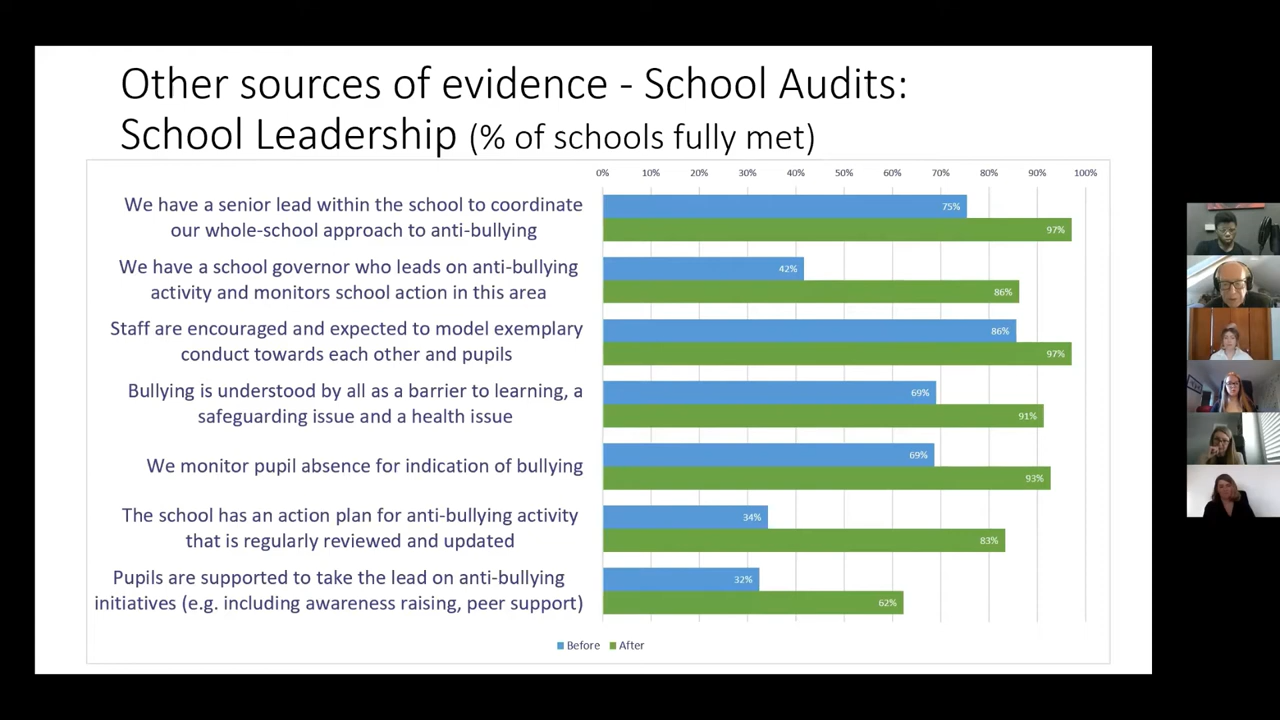 Other sources of evidence - School Audits:
School Leadership (% of schools fully met)
0% 10% 20% 30% 40% 50% 60% 70% 80% 90% 100%
We have a senior lead within the school to coordinate
our whole-school approach to anti-bullying
75%
97%
We have a school governor who leads on anti-bullying
activity and monitors school action in this area
42%
86%
Staff are encouraged and expected to model exemplary
conduct towards each other and pupils
86%
97%
Bullying is understood by all as a barrier to learning, a
safeguarding issue and a health issue
69%
91%
We monitor pupil absence for indication of bullying
69%
93%
The school has an action plan for anti-bullying activity
that is regularly reviewed and updated
34%
83%
Pupils are supported to take the lead on anti-bullying
initiatives (e.g. including awareness raising, peer support)
32%
62%
Before After